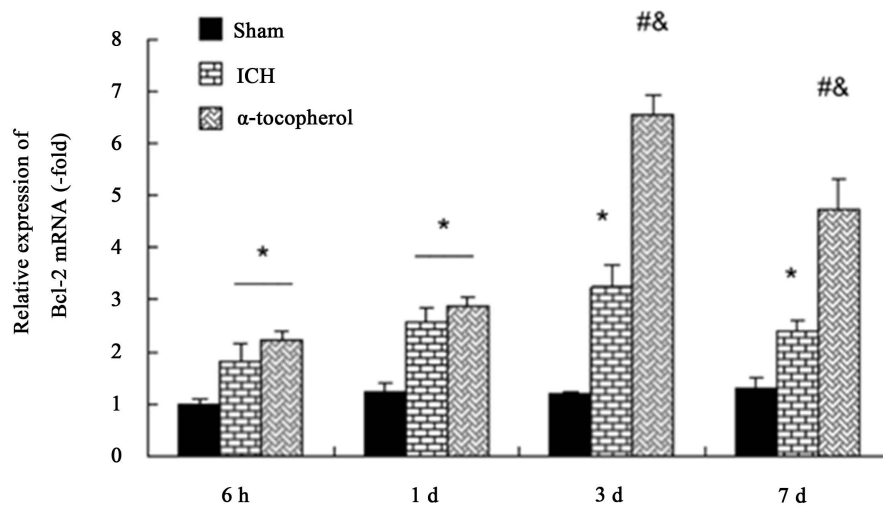 #&
8
Sham
7
ICH
#&
6
α-tocopherol
5
Relative expression of
Bcl-2 mRNA (-fold)
4
*
*
*
3
*
2
1
0
6 h
1 d
3 d
7 d